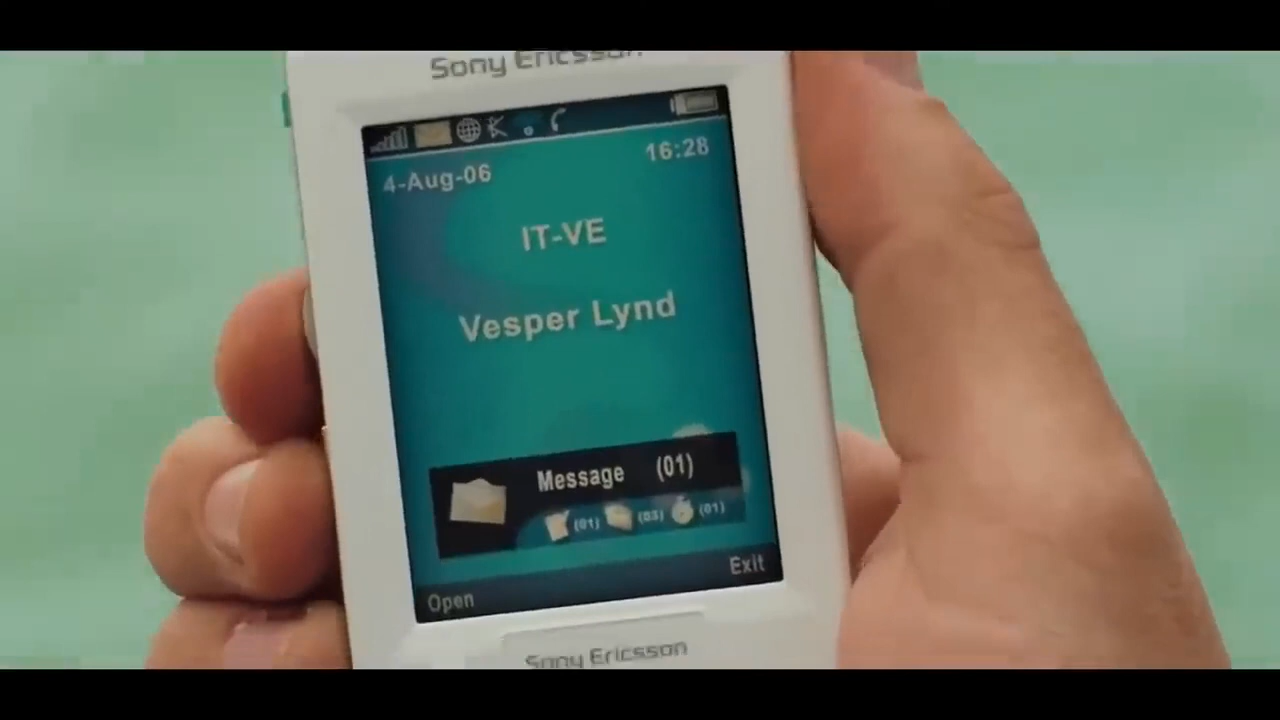 Sony Ericsson
16:28
4-Aug-06
IT-VE
Vesper Lynd
Message (01)
(01) (03) (01)
Exit
Open
Sony Ericsson